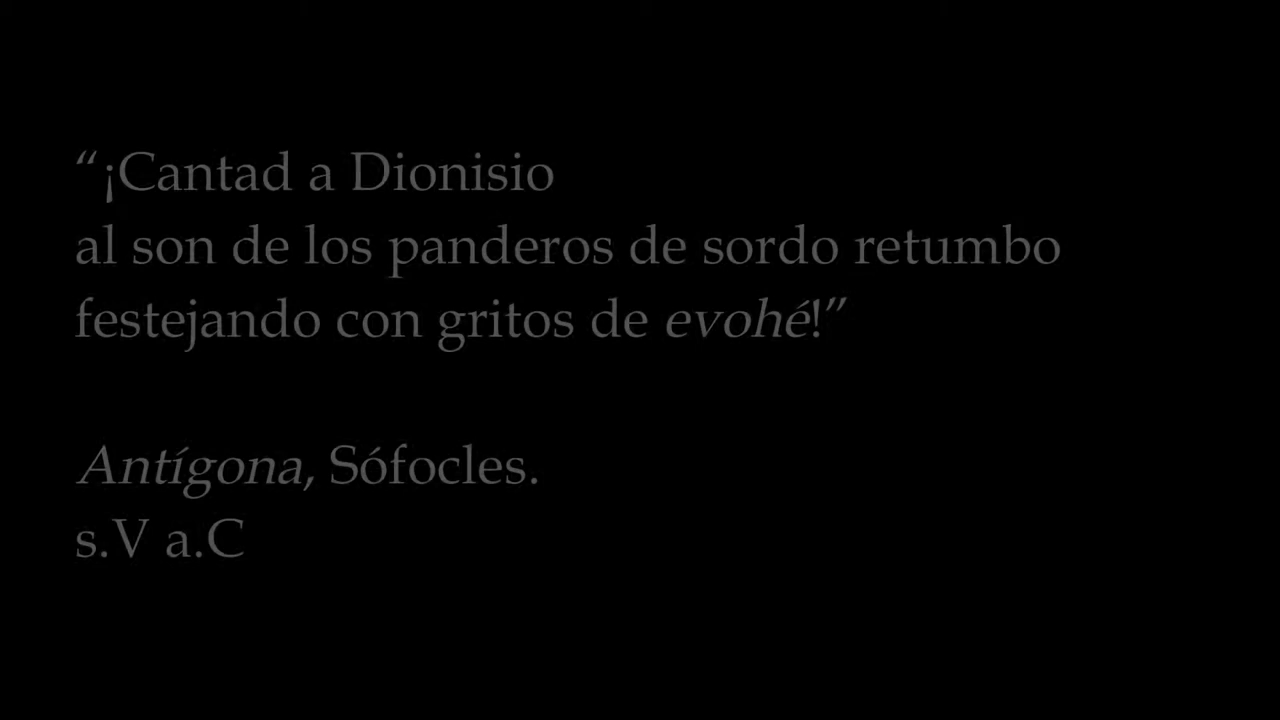 “¡Cantad a Dionisio
al son de los panderos de sordo retumbo
festejando con gritos de evohé!”
Antígona, Sófocles.
s.V a.C